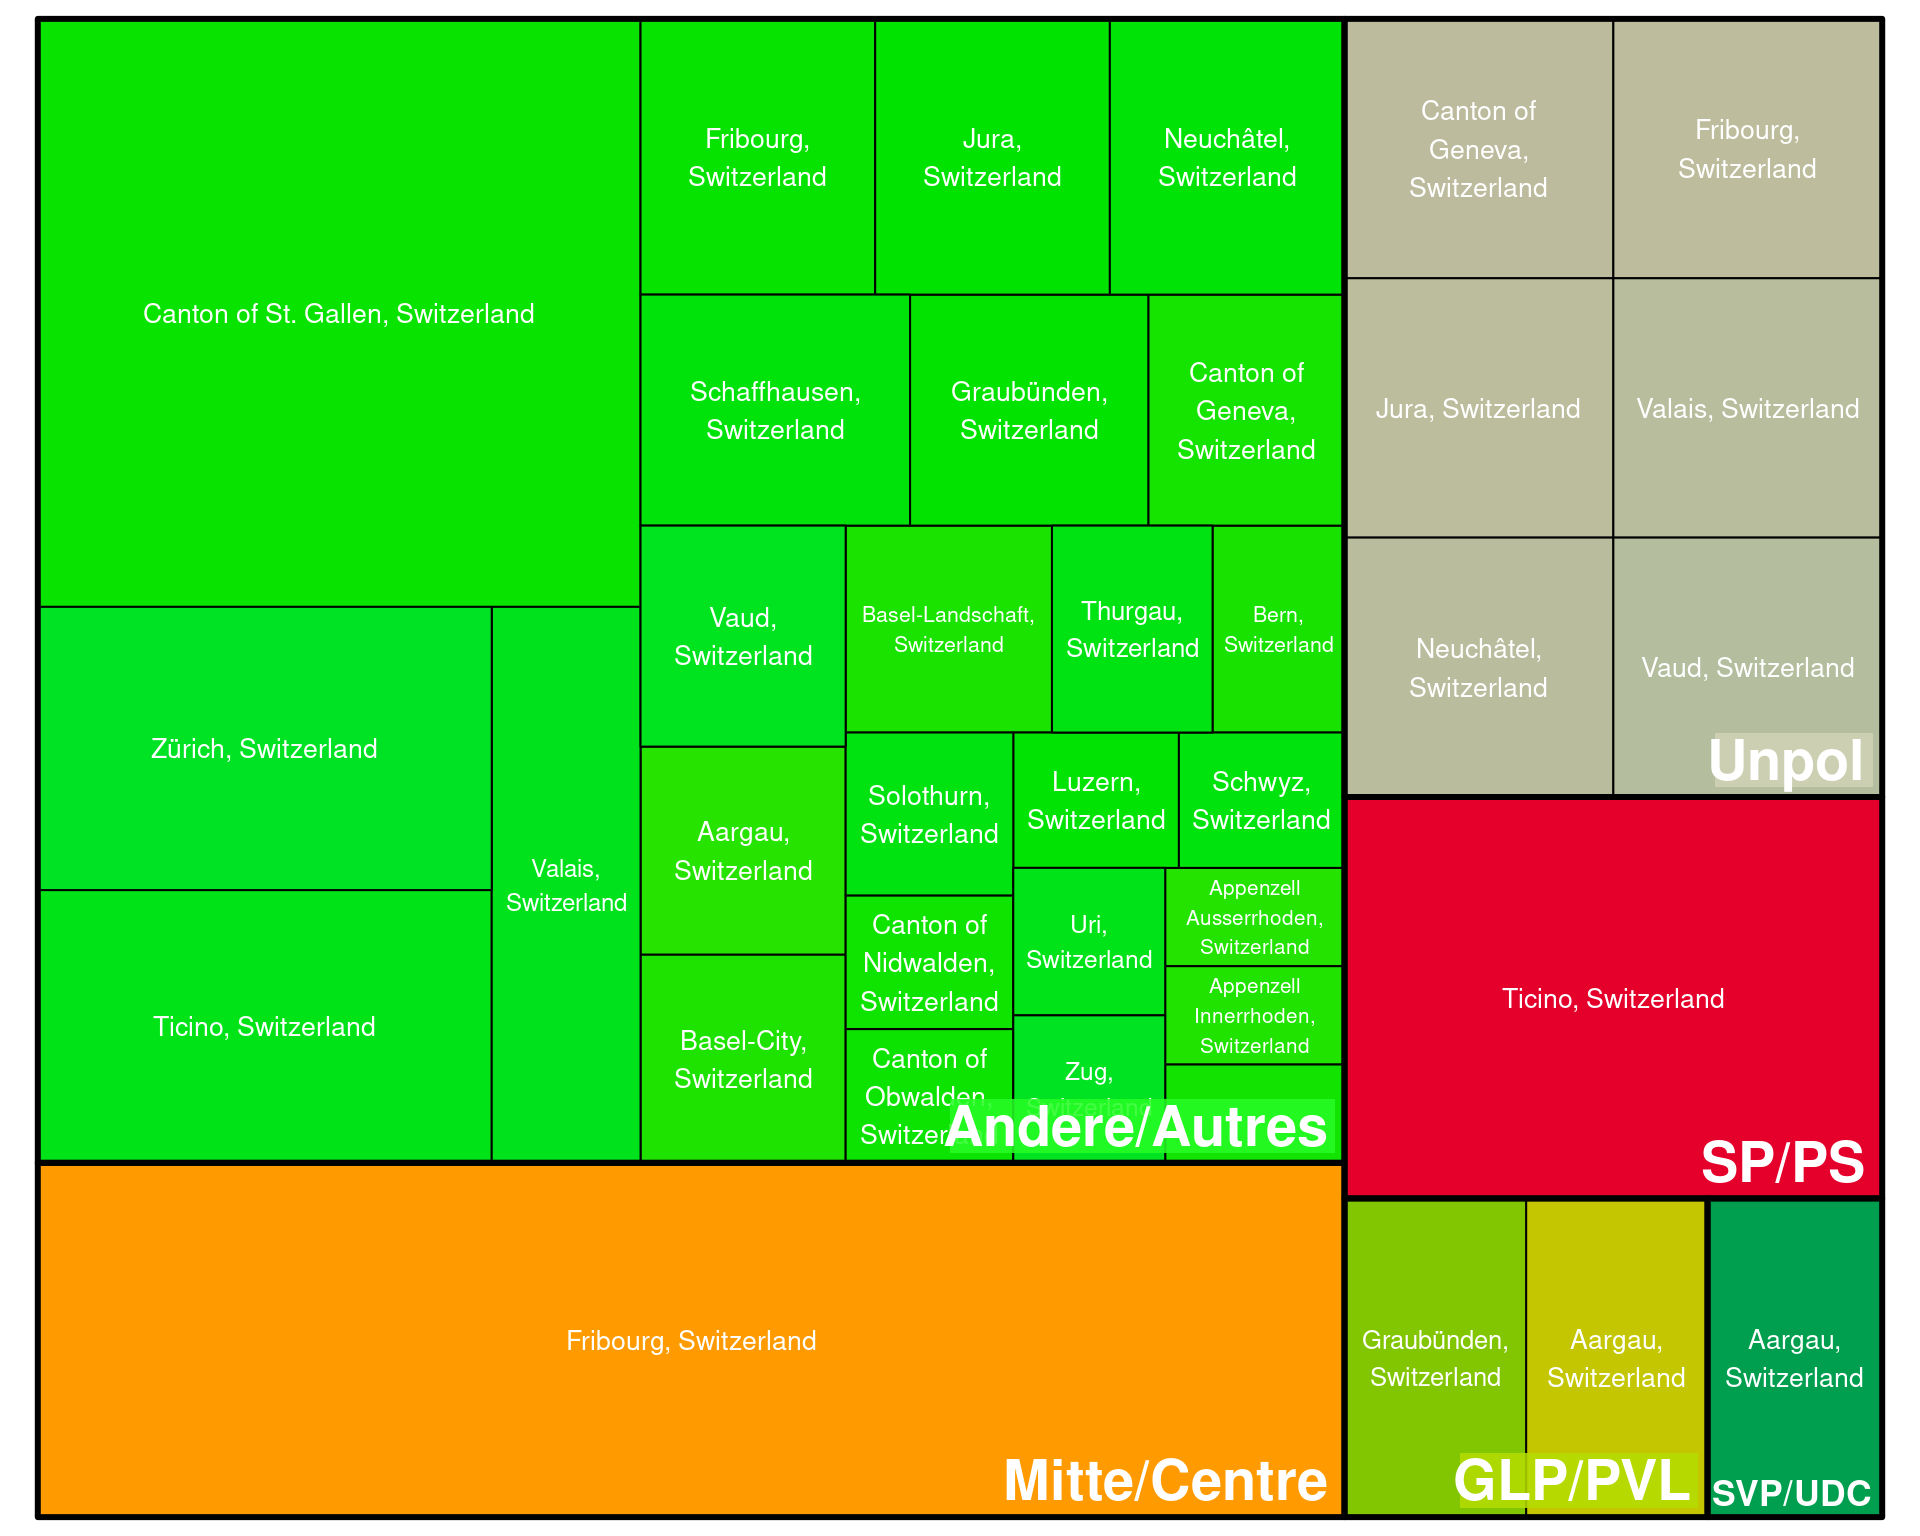 Canton of St. Gallen, Switzerland
Fribourg,
Switzerland
Jura,
Switzerland
Neuchâtel,
Switzerland
Schaffhausen,
Switzerland
Graubünden,
Switzerland
Canton of
Geneva,
Switzerland
Zürich, Switzerland
Ticino, Switzerland
Valais,
Switzerland
Vaud,
Switzerland
Basel-Landschaft,
Switzerland
Thurgau,
Switzerland
Bern,
Switzerland
Aargau,
Switzerland
Basel-City,
Switzerland
Solothurn,
Switzerland
Luzern,
Switzerland
Schwyz,
Switzerland
Canton of
Nidwalden,
Switzerland
Uri,
Switzerland
Appenzell
Ausserrhoden,
Switzerland
Appenzell
Innerrhoden,
Switzerland
Canton of
Obwalden,
Switzerland
Zug,
Switzerland
Andere/Autres
Fribourg, Switzerland
Mitte/Centre
Canton of
Geneva,
Switzerland
Fribourg,
Switzerland
Jura, Switzerland
Valais, Switzerland
Neuchâtel,
Switzerland
Vaud, Switzerland
Unpol
Ticino, Switzerland
SP/PS
Graubünden,
Switzerland
Aargau,
Switzerland
GLP/PVL
Aargau,
Switzerland
SVP/UDC